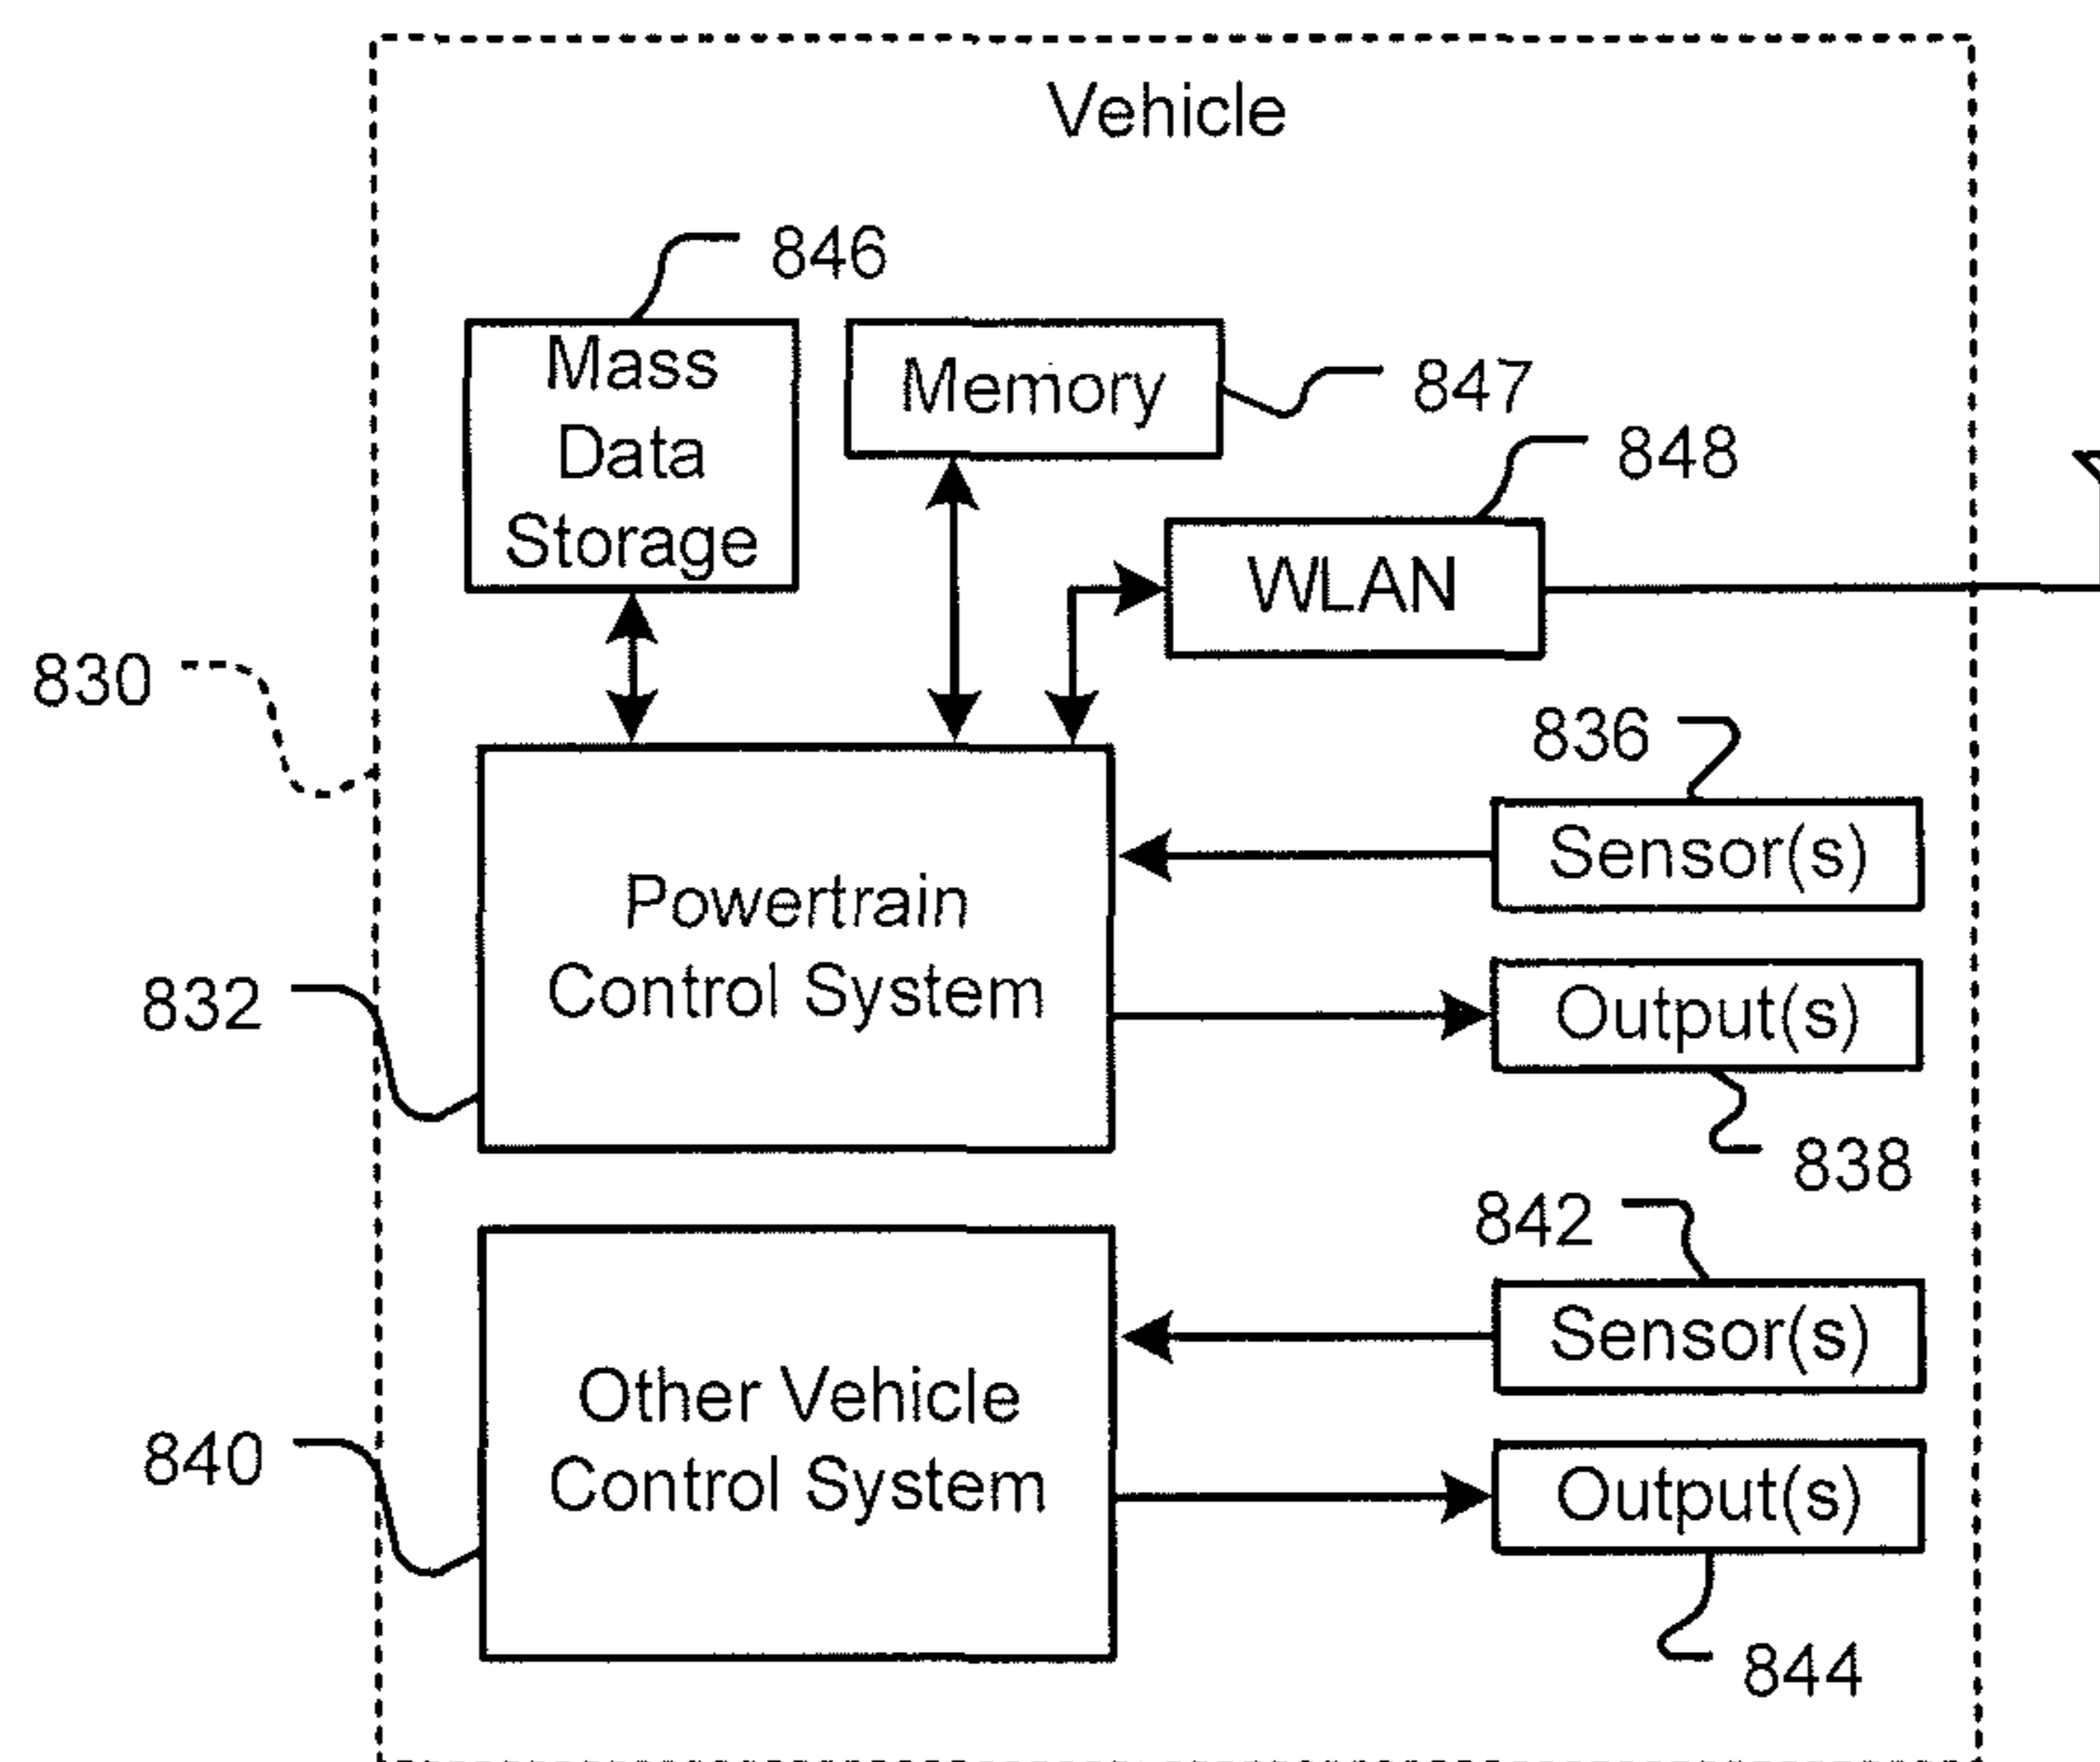 Vehicle
846
Mass
Data
Storage
Memory
847
848
WLAN
830
836
Sensor(s)
Powertrain
Control System
832
Output(s)
838
842
Sensor(s)
Other Vehicle
Control System
840
Output(s)
844